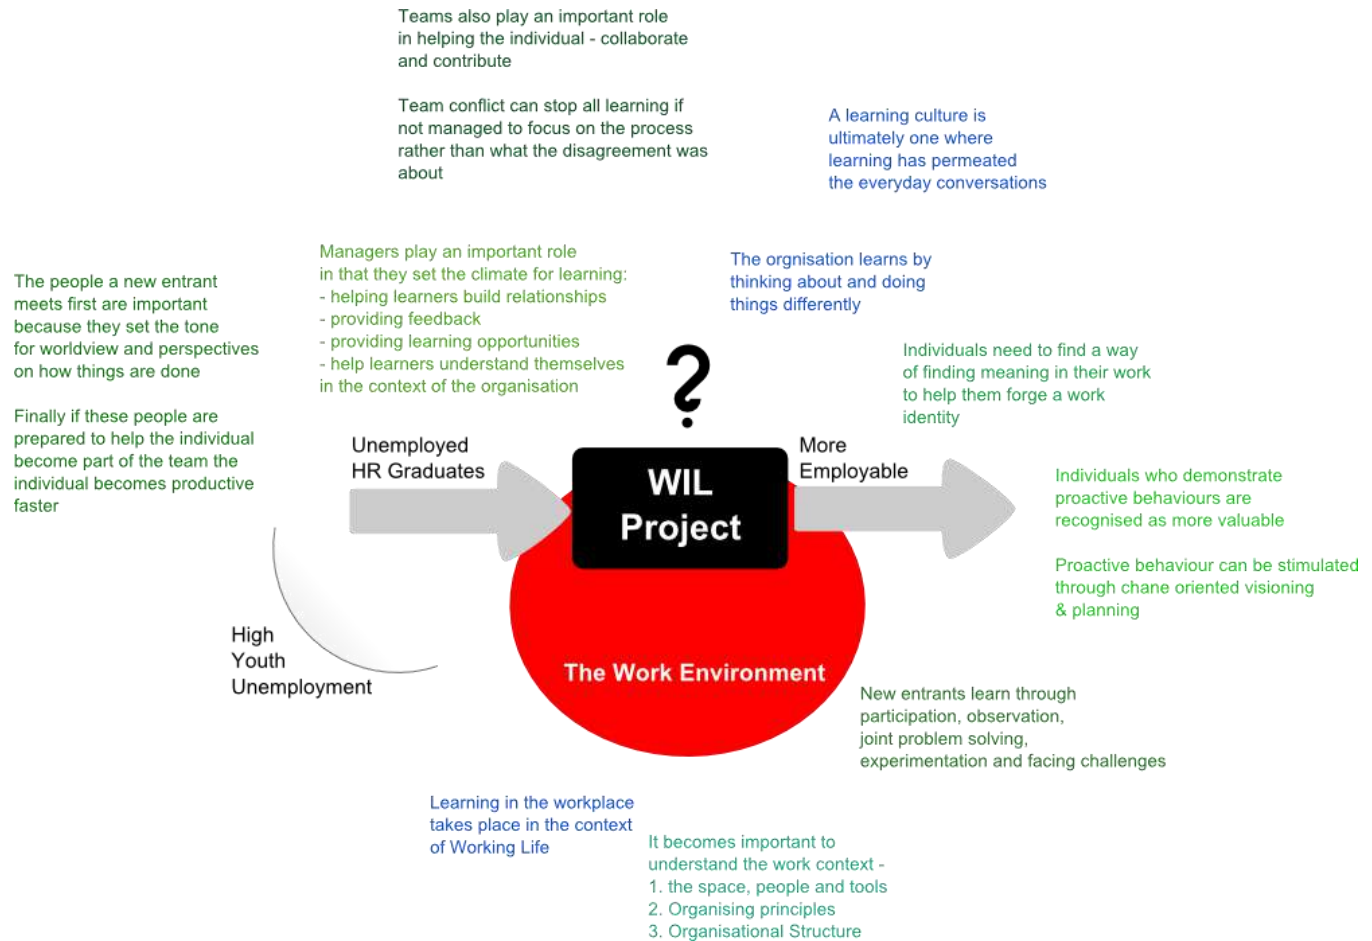 Teams also play an important role
in helping the individual - collaborate
and contribute
Team conflict can stop all learning if
not managed to focus on the process
rather than what the disagreement was
about
A learning culture is
ultimately one where
learning has permeated
the everyday conversations
The people a new entrant
meets first are important
because they set the tone
for worldview and perspectives
on how things are done
Finally if these people are
prepared to help the individual
become part of the team the
individual becomes productive
faster
Managers play an important role
in that they set the climate for learning:
- helping learners build relationships
- providing feedback
- providing learning opportunities
- help learners understand themselves
in the context of the organisation
The orgnisation learns by
thinking about and doing
things differently
?
Individuals need to find a way
of finding meaning in their work
to help them forge a work
identity
Unemployed
HR Graduates
WIL
Project
More
Employable
Individuals who demonstrate
proactive behaviours are
recognised as more valuable
Proactive behaviour can be stimulated
through chane oriented visioning
& planning
High
Youth
Unemployment
The Work Environment
New entrants learn through
participation, observation,
joint problem solving,
experimentation and facing challenges
Learning in the workplace
takes place in the context
of Working Life
It becomes important to
understand the work context -
1. the space, people and tools
2. Organising principles
3. Organisational Structure